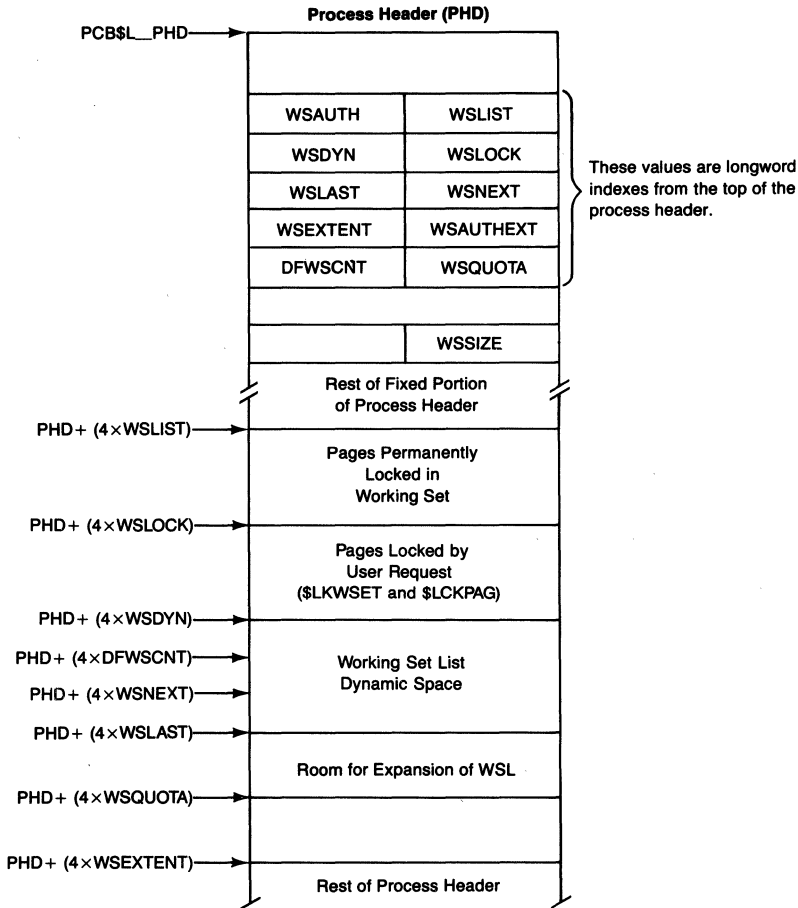 Process Header (PHD)
PCB$L__PHD
WSAUTH WSLIST
WSDYN WSLOCK
WSLAST WSNEXT
WSEXTENT WSAUTHEXT
DFWSCNT WSQUOTA
These values are longword
indexes from the top of the
process header.
WSSIZE
Rest of Fixed Portion
of Process Header
PHD+ (4×WSLIST)
Pages Permanently
Locked in
Working Set
PHD+ (4×WSLOCK)
Pages Locked by
User Request
($LKWSET and $LCKPAG)
PHD+ (4×WSDYN)
PHD+ (4×DFWSCNT)
Working Set List
Dynamic Space
PHD+ (4×WSNEXT)
PHD+ (4×WSLAST)
Room for Expansion of WSL
PHD+ (4×WSQUOTA)
PHD+ (4×WSEXTENT)
Rest of Process Header